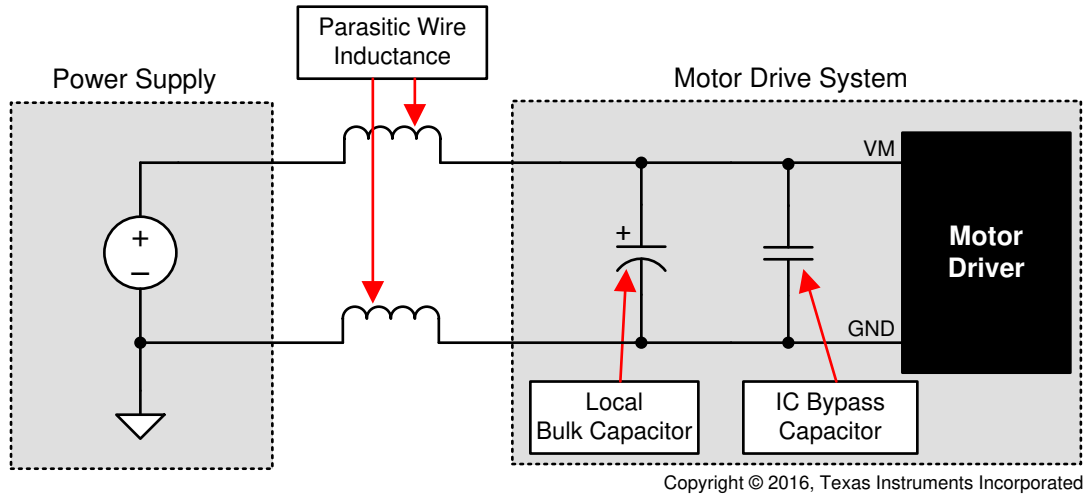 Parasitic Wire
Inductance
Power Supply
Motor Drive System
VM
+
–
+
Motor
Driver
GND
Local
Bulk Capacitor
IC Bypass
Capacitor
Copyright © 2016, Texas Instruments Incorporated